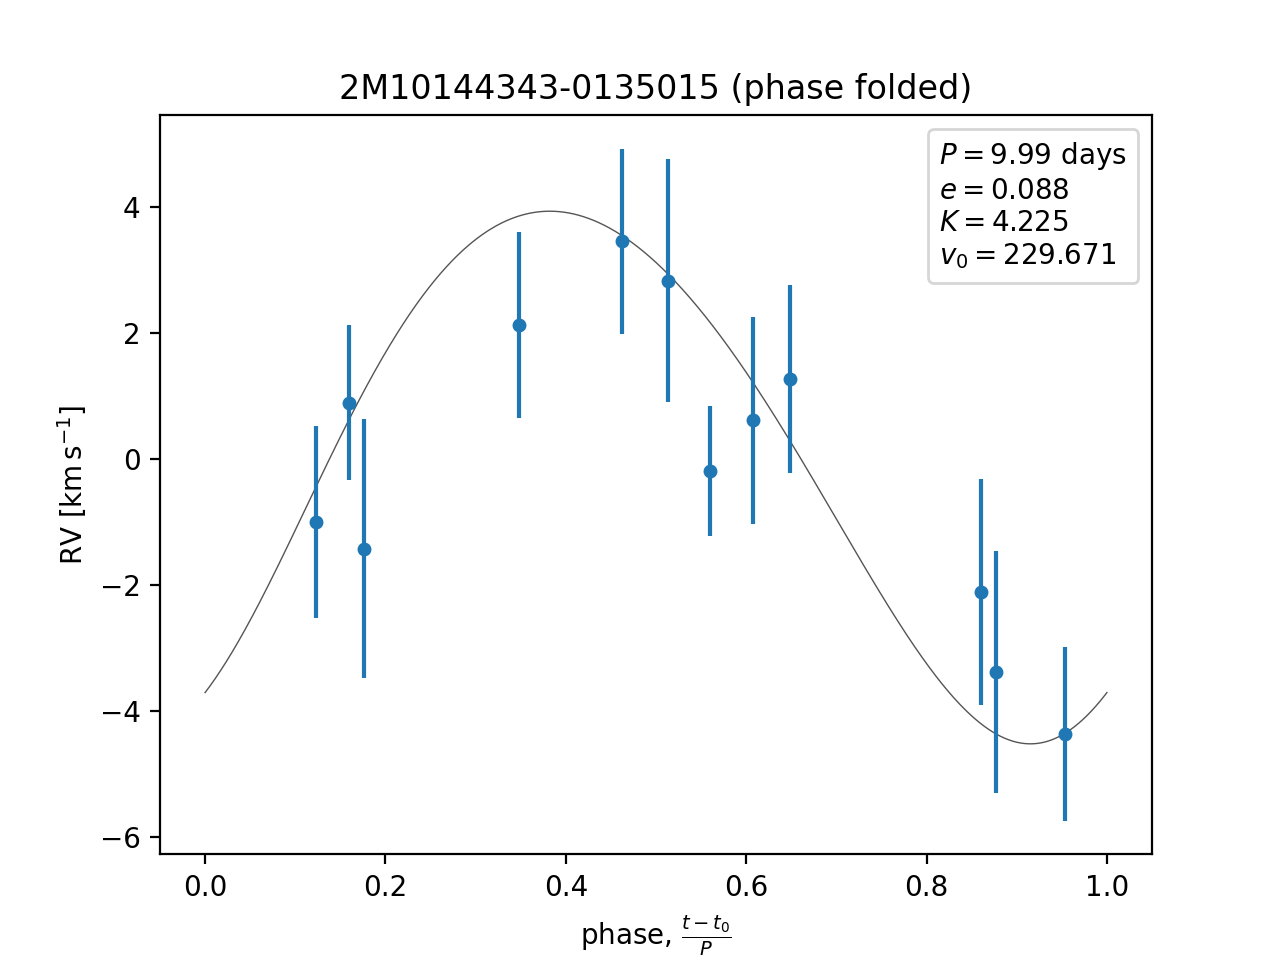 2M10144343-0135015 (phase folded)
P = 9.99 days
e = 0.088
K = 4.225
v₀ = 229.671
RV [km s⁻¹]
4
2
0
−2
−4
−6
0.0 0.2 0.4 0.6 0.8 1.0
phase, (t − t₀)/P